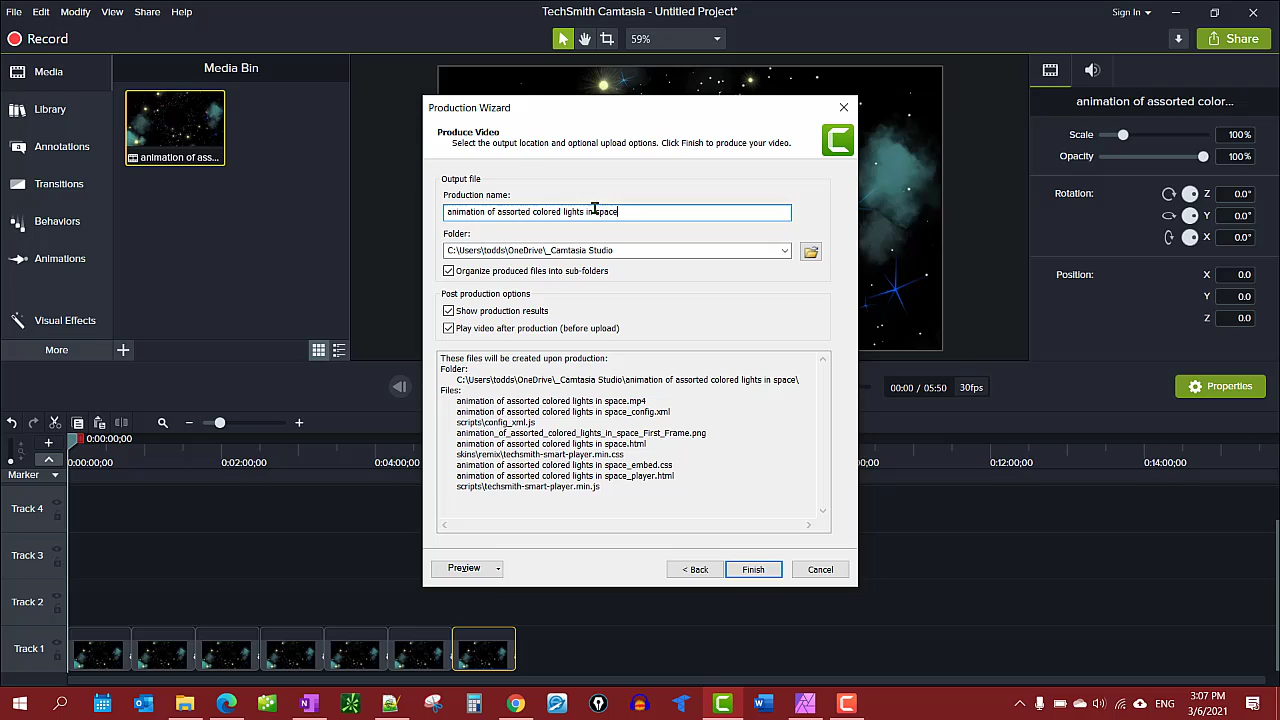 File Edit Modify View Share Help
TechSmith Camtasia - Untitled Project*
Sign In
Record
59%
Share
Media
Library
Annotations
Transitions
Behaviors
Animations
Visual Effects
More
Media Bin
animation of ass...
Production Wizard
Produce Video
Select the output location and optional upload options. Click Finish to produce your video.
Output file
Production name:
animation of assorted colored lights in space
Folder:
C:\Users\todds\OneDrive\_Camtasia Studio
Organize produced files into sub-folders
Post production options
Show production results
Play video after production (before upload)
These files will be created upon production:
Folder:
C:\Users\todds\OneDrive\_Camtasia Studio\animation of assorted colored lights in space\
Files:
animation of assorted colored lights in space.mp4
animation of assorted colored lights in space_config.xml
scripts\config_xml.js
animation_of_assorted_colored_lights_in_space_First_Frame.png
animation of assorted colored lights in space.html
skins\remix\techsmith-smart-player.min.css
animation of assorted colored lights in space_embed.css
animation of assorted colored lights in space_player.html
scripts\techsmith-smart-player.min.js
Preview
< Back
Finish
Cancel
animation of assorted color...
Scale 100%
Opacity 100%
Rotation: Z 0.0°
Y 0.0°
X 0.0°
Position: X 0.0
Y 0.0
Z 0.0
00:00 / 05:50 30fps
Properties
0:00:00;00
0:00:00;00 0:02:00;00 0:04:00;00 00;00 0:12:00;00 0:14:00;00
Marker
Track 4
Track 3
Track 2
Track 1
ENG
3:07 PM
3/6/2021